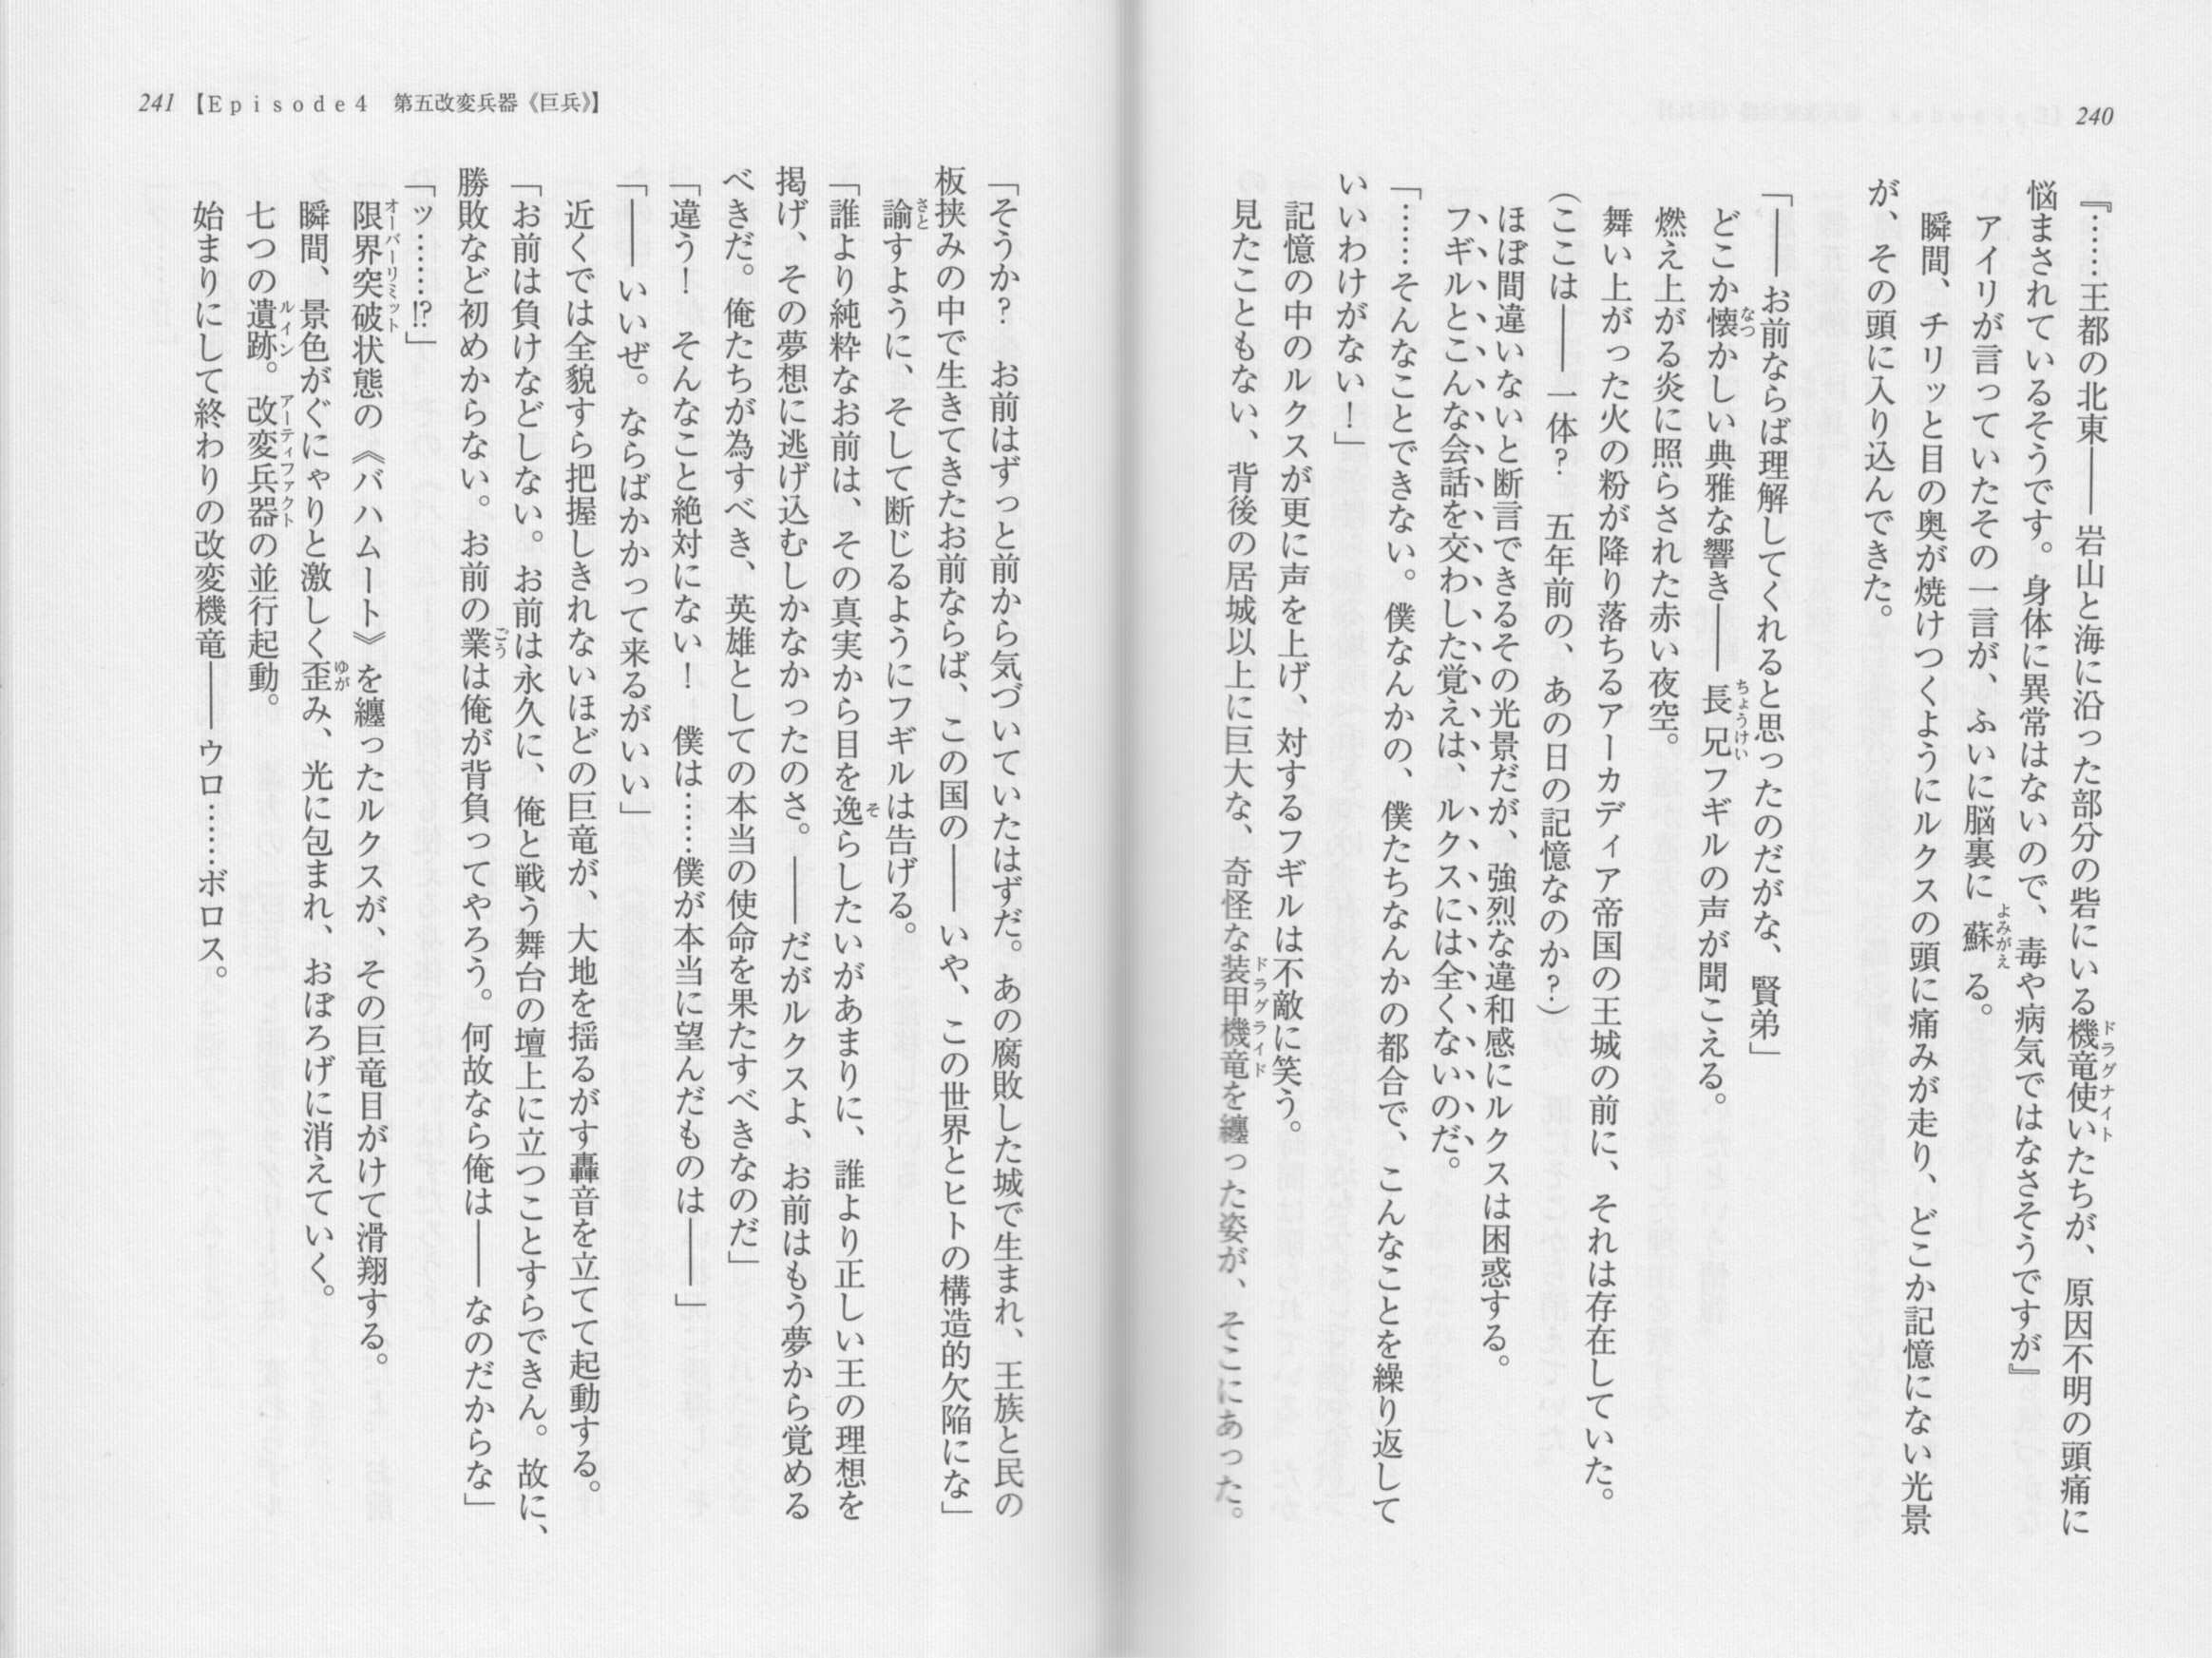 240
『……王都の北東――岩山と海に沿った部分の砦にいる機竜使いたちが、原因不明の頭痛に
悩まされているそうです。身体に異常はないので、毒や病気ではなさそうですが』
アイリが言っていたその一言が、ふいに脳裏に蘇る。
瞬間、チリッと目の奥が焼けつくようにルクスの頭に痛みが走り、どこか記憶にない光景
が、その頭に入り込んできた。
「――お前ならば理解してくれると思ったのだがな、賢弟」
どこか懐かしい典雅な響き――長兄フギルの声が聞こえる。
燃え上がる炎に照らされた赤い夜空。
舞い上がった火の粉が降り落ちるアーカディア帝国の王城の前に、それは存在していた。
(ここは――一体？　五年前の、あの日の記憶なのか？)
ほぼ間違いないと断言できるその光景だが、強烈な違和感にルクスは困惑する。
フギルとこんな会話を交わした覚えは、ルクスには全くないのだ。
「……そんなことできない。僕なんかの、僕たちなんかの都合で、こんなことを繰り返して
いいわけがない！」
記憶の中のルクスが更に声を上げ、対するフギルは不敵に笑う。
見たこともない、背後の居城以上に巨大な、奇怪な装甲機竜を纏った姿が、そこにあった。
241【Episode4　第五改変兵器《巨兵》】
「そうか？　お前はずっと前から気づいていたはずだ。あの腐敗した城で生まれ、王族と民の
板挟みの中で生きてきたお前ならば、この国の――いや、この世界とヒトの構造的欠陥にな」
諭すように、そして断じるようにフギルは告げる。
「誰より純粋なお前は、その真実から目を逸らしたいがあまりに、誰より正しい王の理想を
掲げ、その夢想に逃げ込むしかなかったのさ。――だがルクスよ、お前はもう夢から覚める
べきだ。俺たちが為すべき、英雄としての本当の使命を果たすべきなのだ」
「違う！　そんなこと絶対にない！　僕は……僕が本当に望んだものは――」
「――いいぜ。ならばかかって来るがいい」
近くでは全貌すら把握しきれないほどの巨竜が、大地を揺るがす轟音を立てて起動する。
「お前は負けなどしない。お前は永久に、俺と戦う舞台の壇上に立つことすらできん。故に、
勝敗など初めからない。お前の業は俺が背負ってやろう。何故なら俺は――なのだからな」
「ッ……⁉」
限界突破状態の《バハムート》を纏ったルクスが、その巨竜目がけて滑翔する。
瞬間、景色がぐにゃりと激しく歪み、光に包まれ、おぼろげに消えていく。
七つの遺跡。改変兵器の並行起動。
始まりにして終わりの改変機竜――ウロ……ボロス。